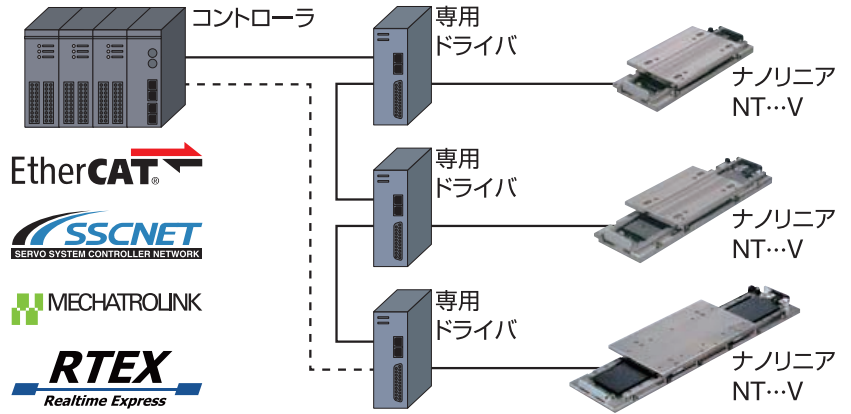 コントローラ
専用
ドライバ
ナノリニア
NT…V
EtherCAT®
専用
ドライバ
SSCNET
SERVO SYSTEM CONTROLLER NETWORK
ナノリニア
NT…V
MECHATROLINK
専用
ドライバ
RTEX
Realtime Express
ナノリニア
NT…V